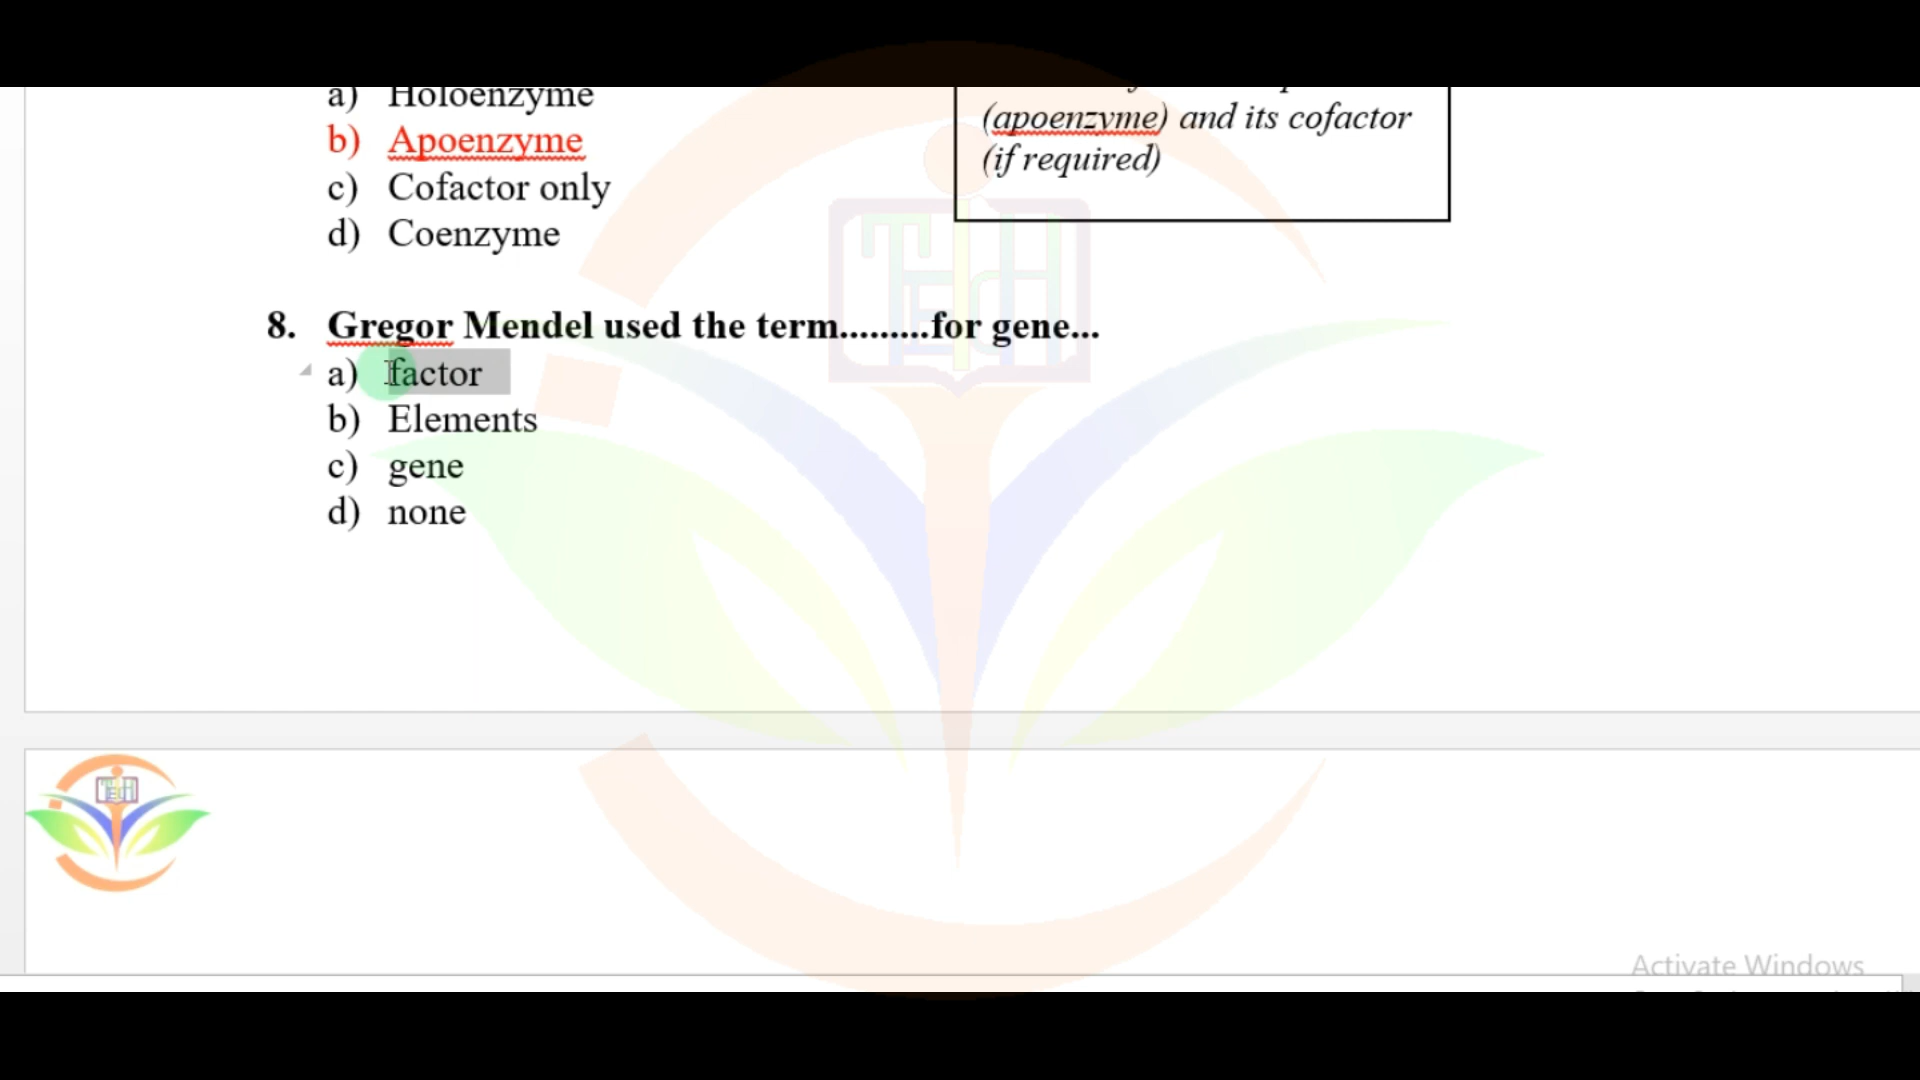 a) Holoenzyme
b) Apoenzyme
c) Cofactor only
d) Coenzyme
(apoenzyme) and its cofactor
(if required)
8. Gregor Mendel used the term.........for gene...
a) factor
b) Elements
c) gene
d) none
Activate Windows